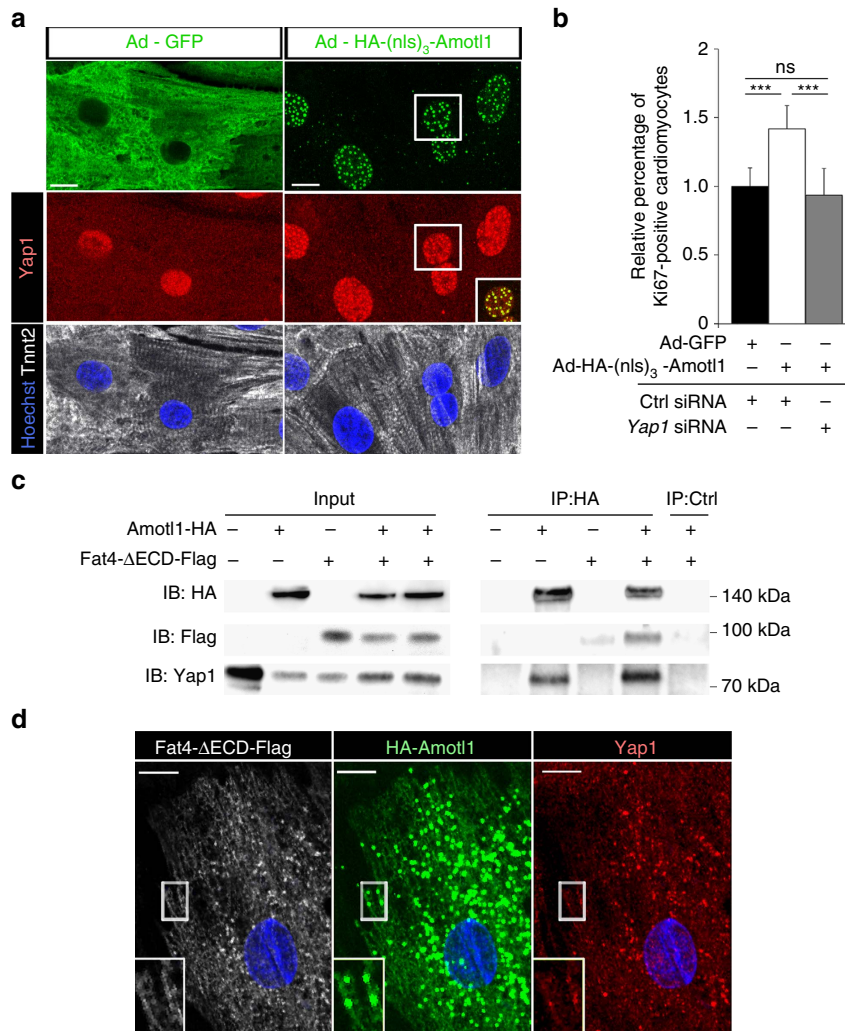 a
Ad - GFP
Ad - HA-(nls)3-Amotl1
Yap1
Hoechst Tnnt2
b
Relative percentage of
Ki67-positive cardiomyocytes
2
1.5
1.0
0.5
0
ns
*** ***
Ad-GFP + – –
Ad-HA-(nls)3 -Amotl1 – + +
Ctrl siRNA + + –
Yap1 siRNA – – +
c
Input IP:HA IP:Ctrl
Amotl1-HA – + – + + – + – + +
Fat4-ΔECD-Flag – – + + + – – + + +
IB: HA – 140 kDa
IB: Flag – 100 kDa
IB: Yap1 – 70 kDa
d
Fat4-ΔECD-Flag HA-Amotl1 Yap1